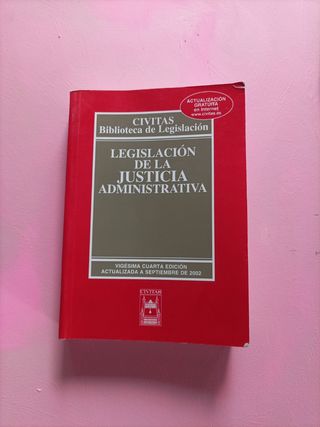 ACTUALIZACIÓN
GRATUITA
en Internet
www.civitas.es
CIVITAS
Biblioteca de Legislación
LEGISLACIÓN
DE LA
JUSTICIA
ADMINISTRATIVA
VIGÉSIMA CUARTA EDICIÓN
ACTUALIZADA A SEPTIEMBRE DE 2002
CIVITAS